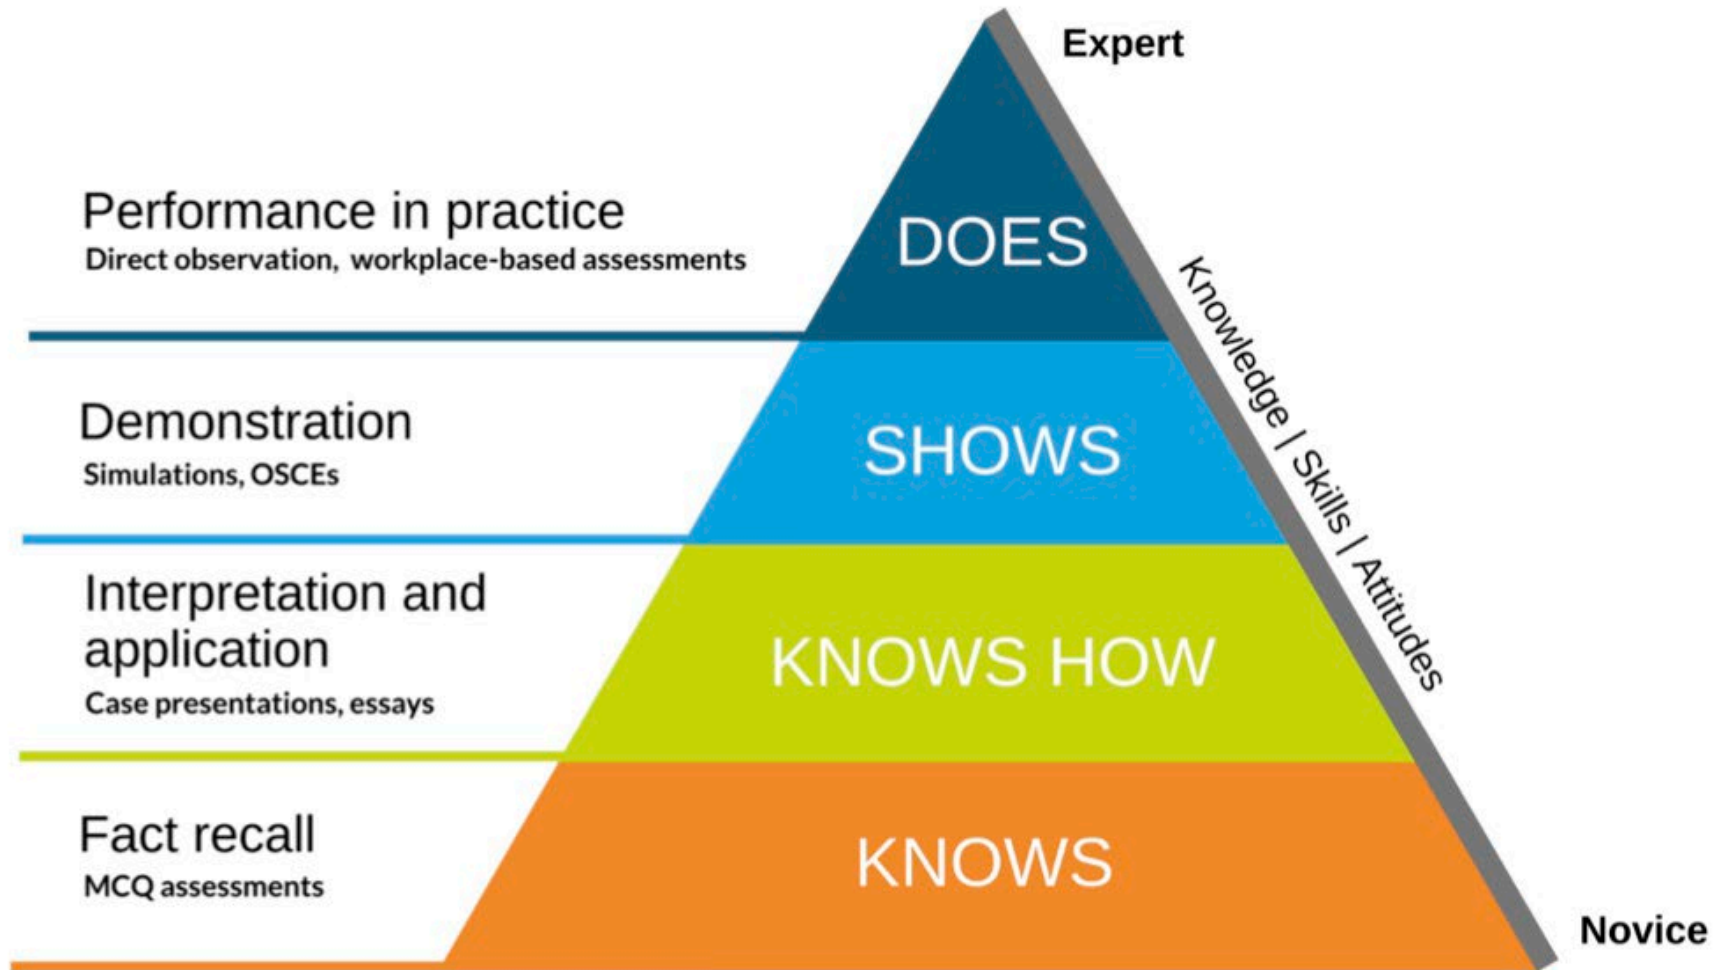 Expert
Performance in practice
Direct observation, workplace-based assessments
DOES
Knowledge | Skills | Attitudes
Demonstration
Simulations, OSCEs
SHOWS
Interpretation and
application
Case presentations, essays
KNOWS HOW
Fact recall
MCQ assessments
KNOWS
Novice